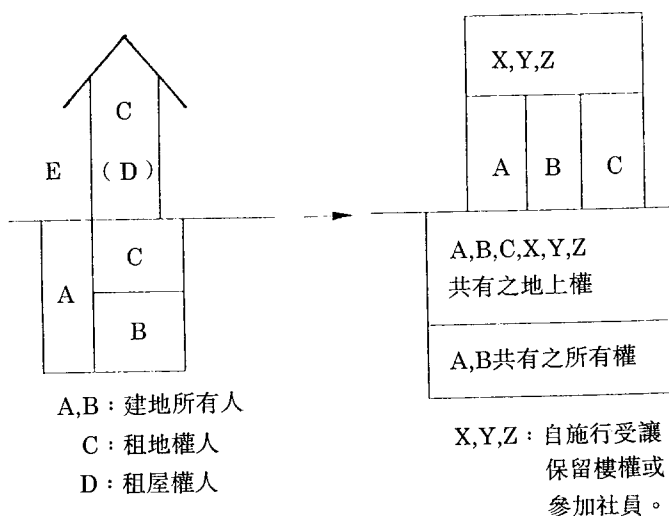 C
E
(D)
A
C
B
A,B：建地所有人
C：租地權人
D：租屋權人
X,Y,Z
A
B
C
A,B,C,X,Y,Z
共有之地上權
A,B共有之所有權
X,Y,Z：自施行受讓
保留樓權或
參加社員。